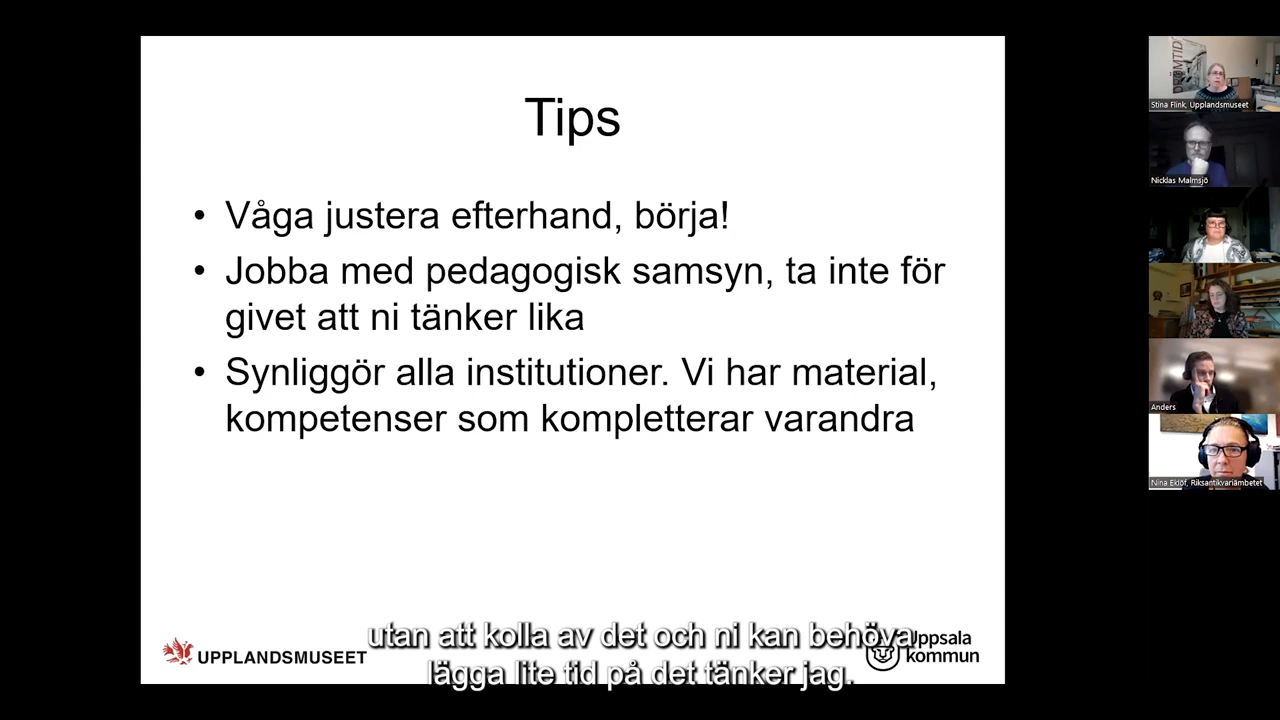 Tips
• Våga justera efterhand, börja!
• Jobba med pedagogisk samsyn, ta inte för
givet att ni tänker lika
• Synliggör alla institutioner. Vi har material,
kompetenser som kompletterar varandra
UPPLANDSMUSEET
Uppsala
kommun
utan att kolla av det och ni kan behöva
lägga lite tid på det tänker jag.
DRÖMTID
Stina Flink, Upplandsmuseet
Nicklas Malmsjö
Anders
Nina Eklöf, Riksantikvarieämbetet